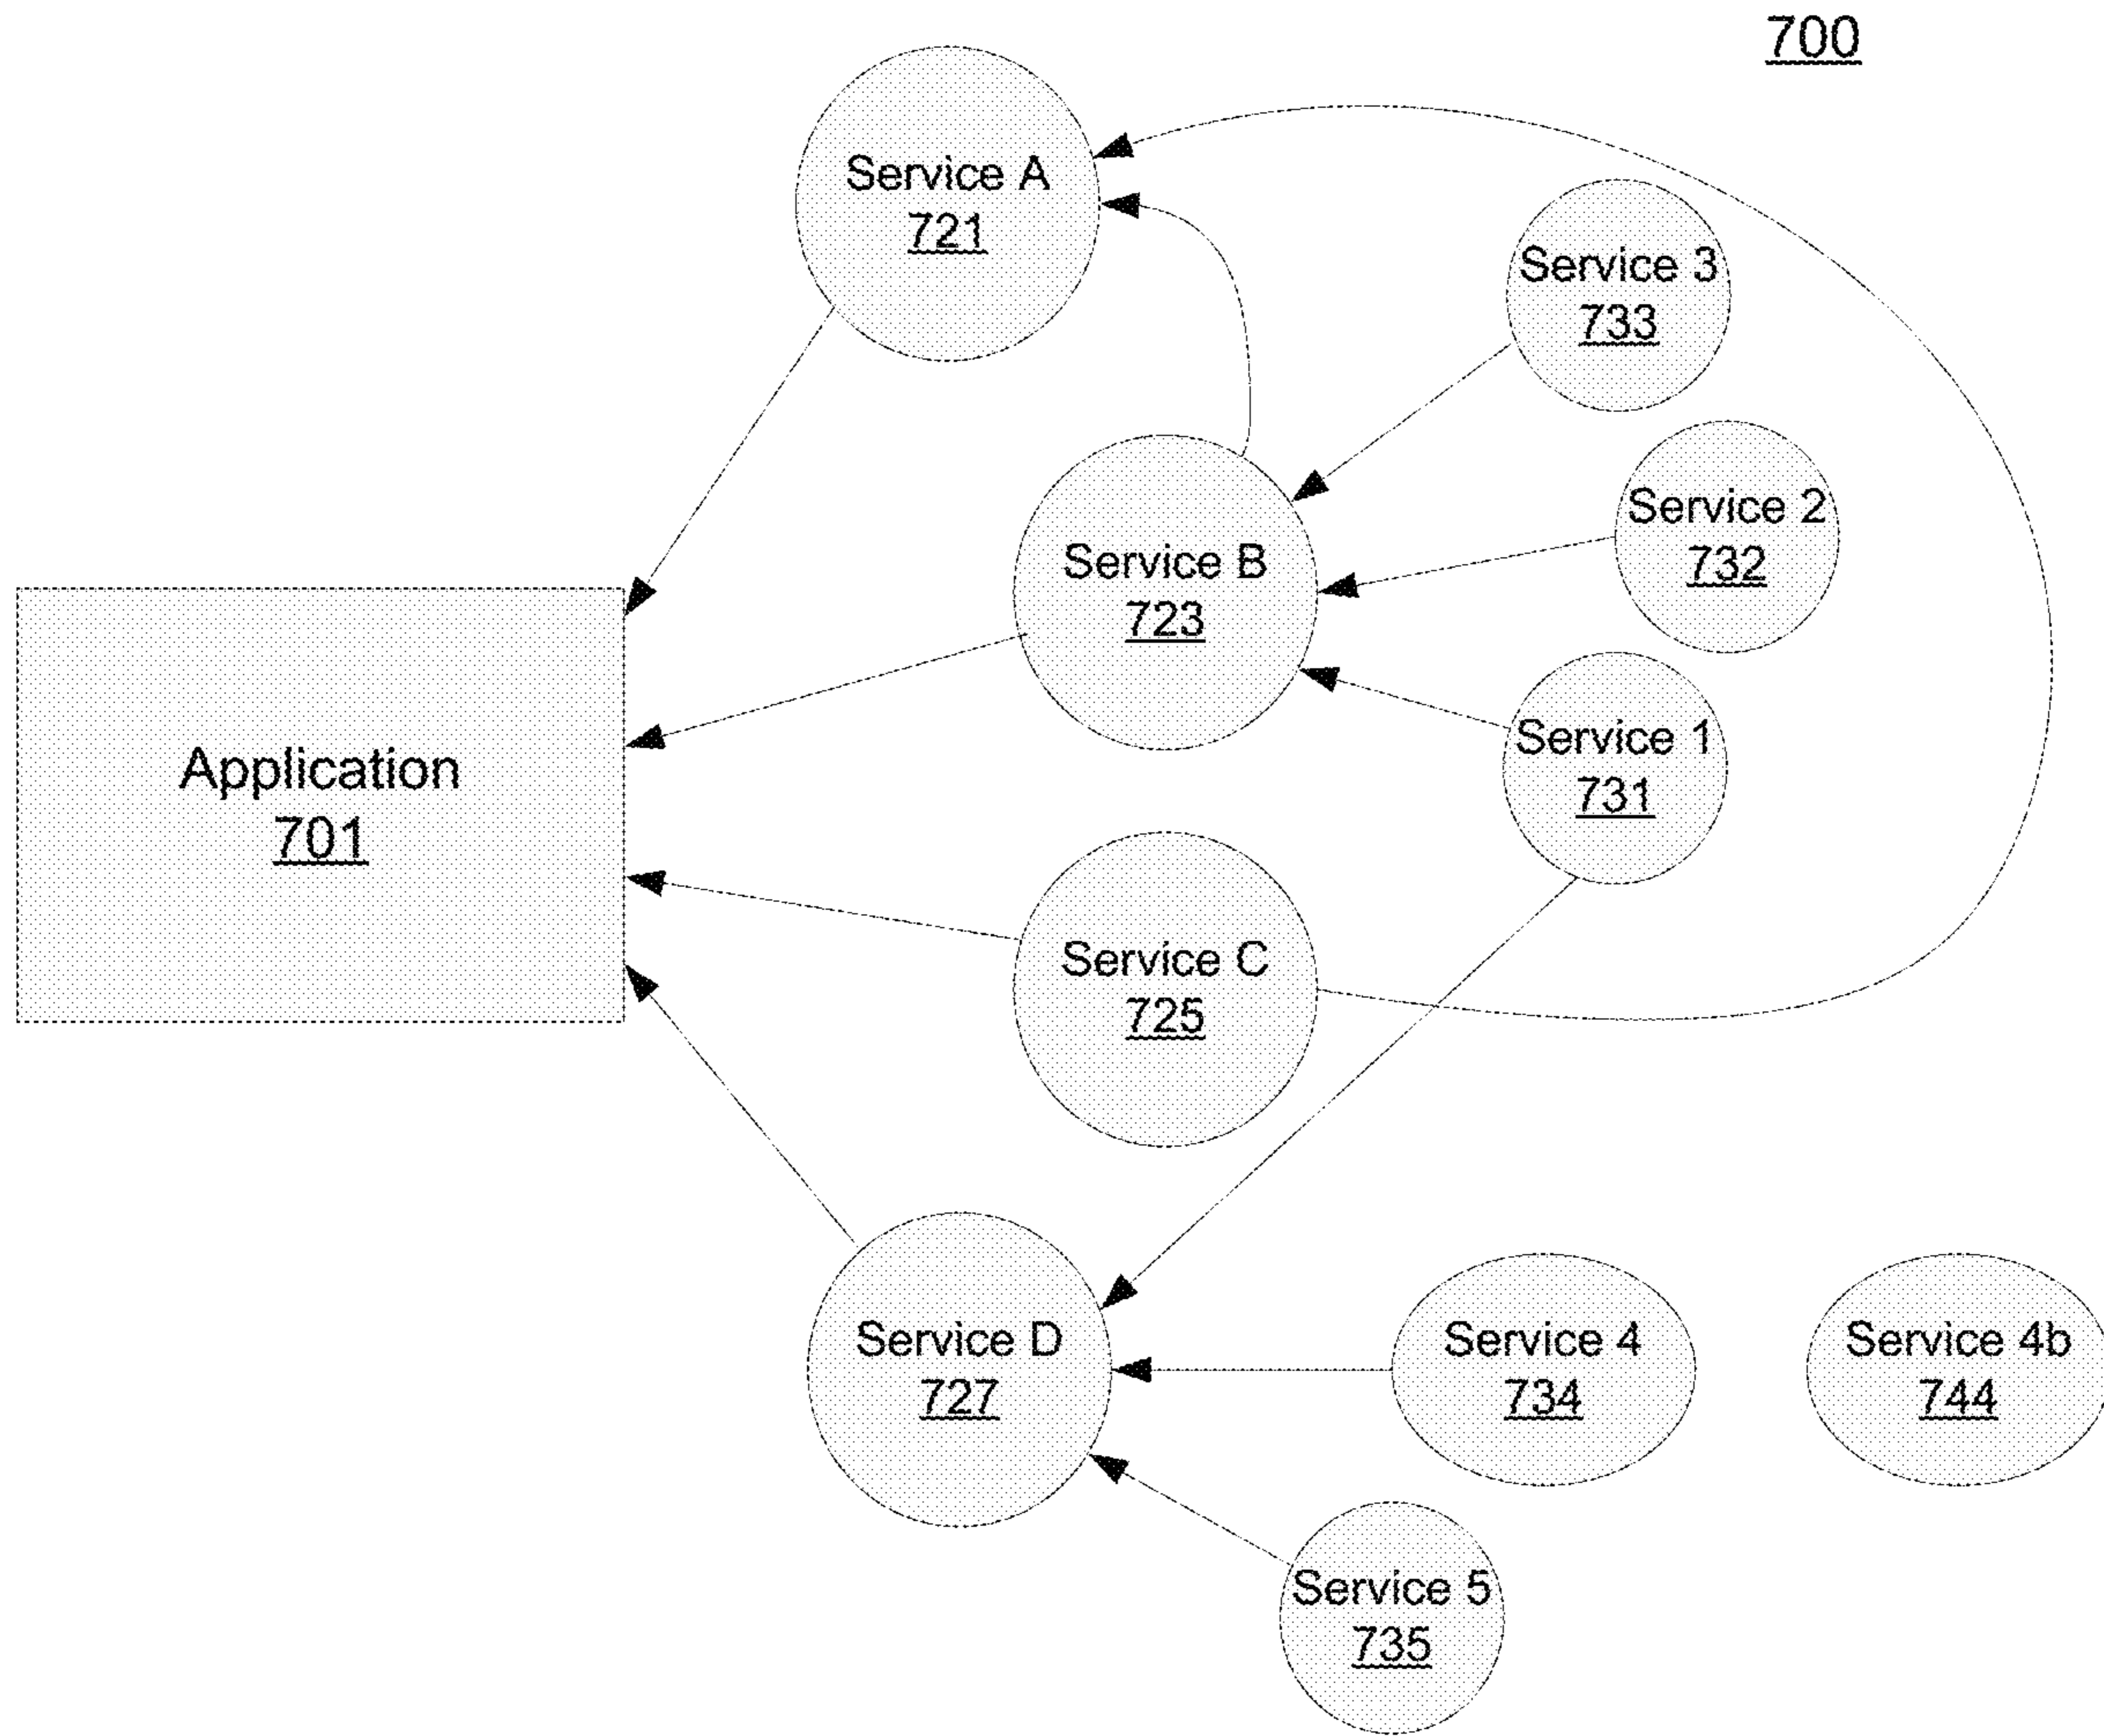 700
Service A
721
Service 3
733
Service 2
732
Service B
723
Service 1
731
Application
701
Service C
725
Service D
727
Service 4
734
Service 4b
744
Service 5
735